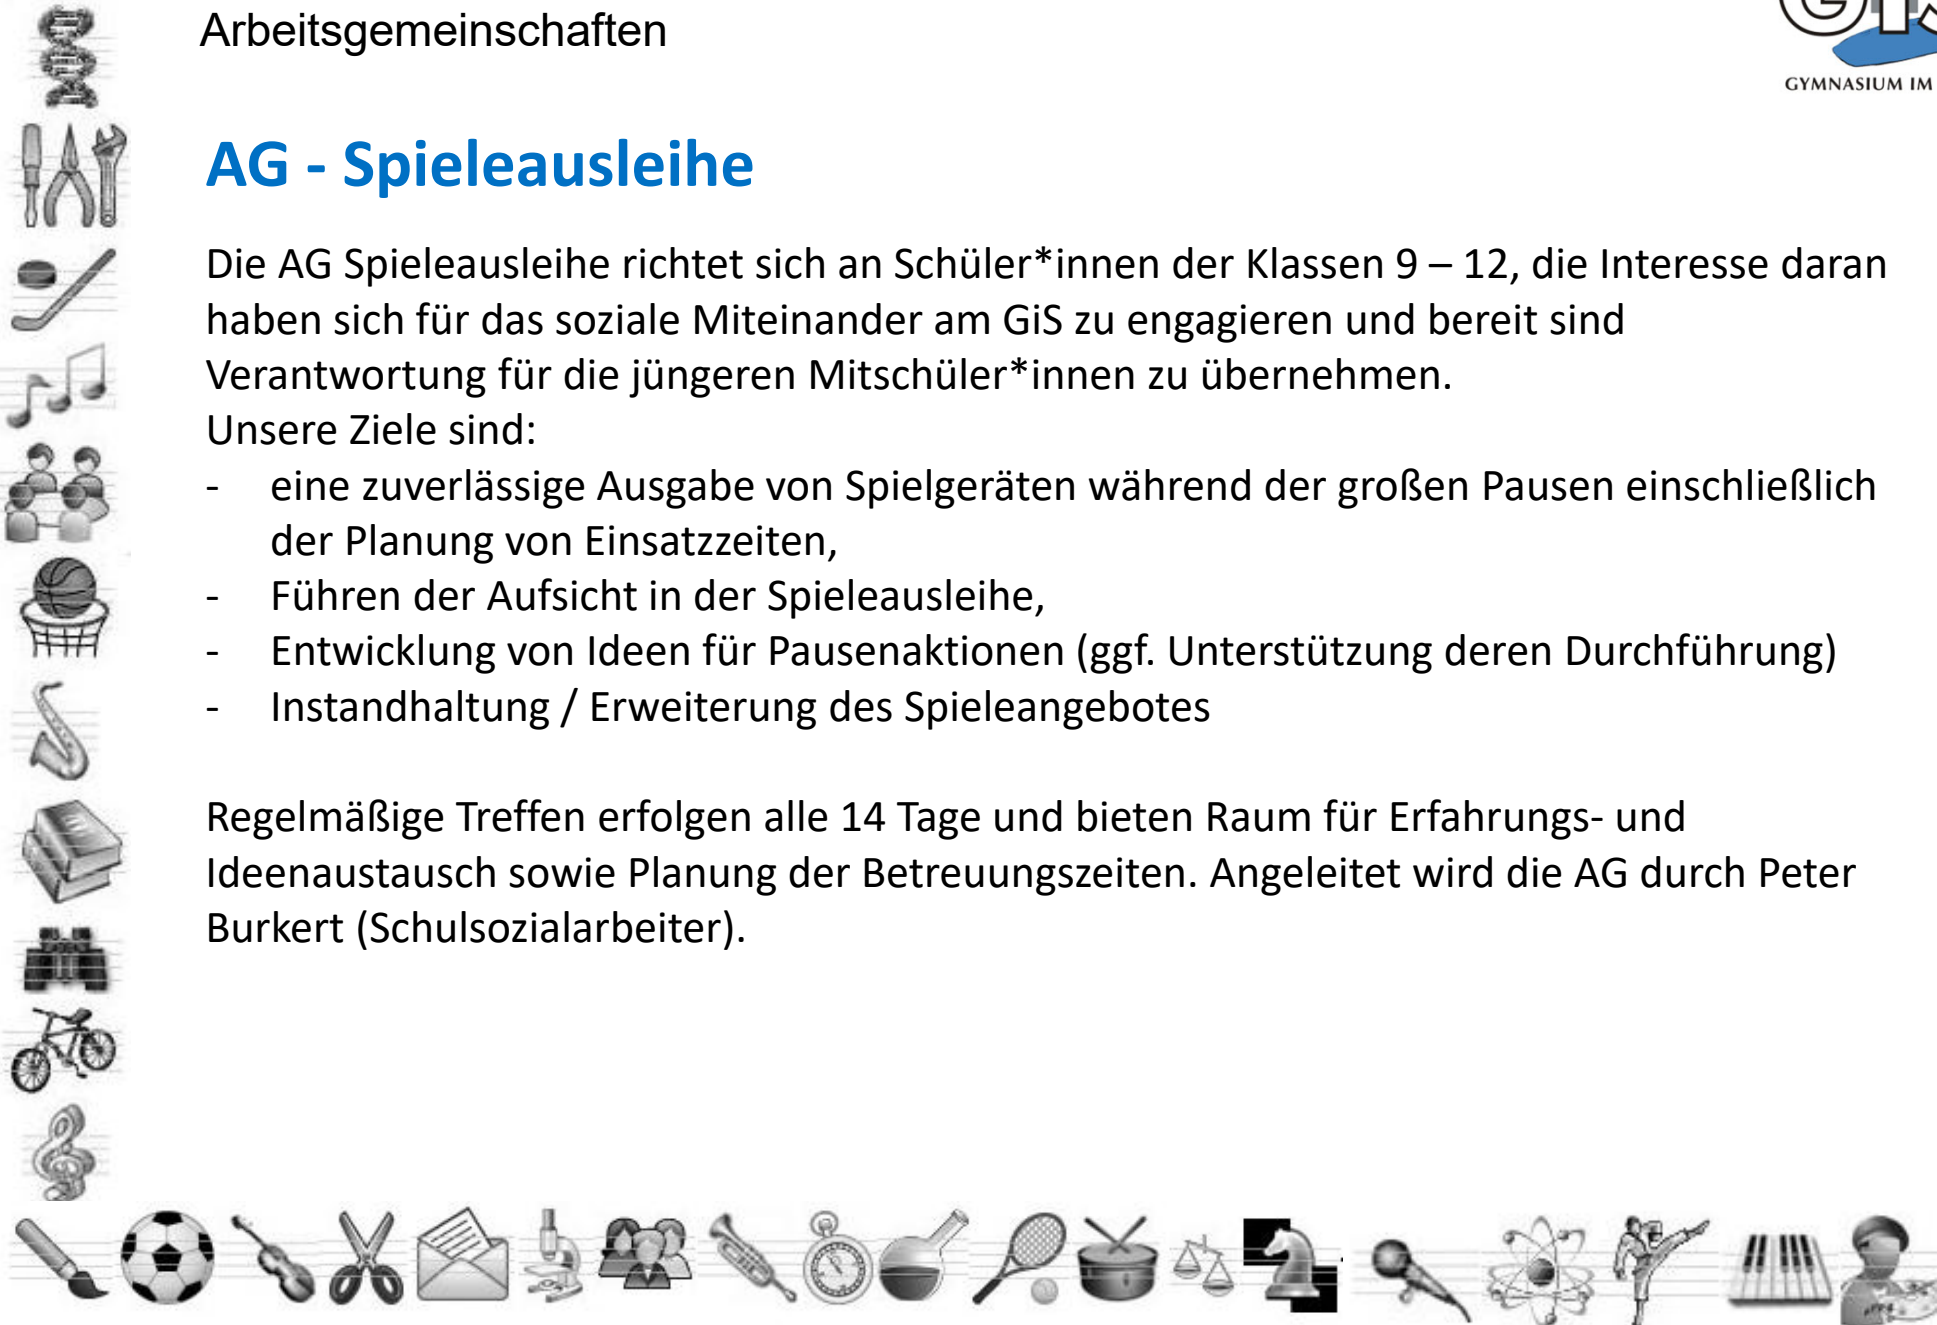 Arbeitsgemeinschaften
GYMNASIUM IM
AG - Spieleausleihe
Die AG Spieleausleihe richtet sich an Schüler*innen der Klassen 9 – 12, die Interesse daran
haben sich für das soziale Miteinander am GiS zu engagieren und bereit sind
Verantwortung für die jüngeren Mitschüler*innen zu übernehmen.
Unsere Ziele sind:
- eine zuverlässige Ausgabe von Spielgeräten während der großen Pausen einschließlich
der Planung von Einsatzzeiten,
- Führen der Aufsicht in der Spieleausleihe,
- Entwicklung von Ideen für Pausenaktionen (ggf. Unterstützung deren Durchführung)
- Instandhaltung / Erweiterung des Spieleangebotes
Regelmäßige Treffen erfolgen alle 14 Tage und bieten Raum für Erfahrungs- und
Ideenaustausch sowie Planung der Betreuungszeiten. Angeleitet wird die AG durch Peter
Burkert (Schulsozialarbeiter).